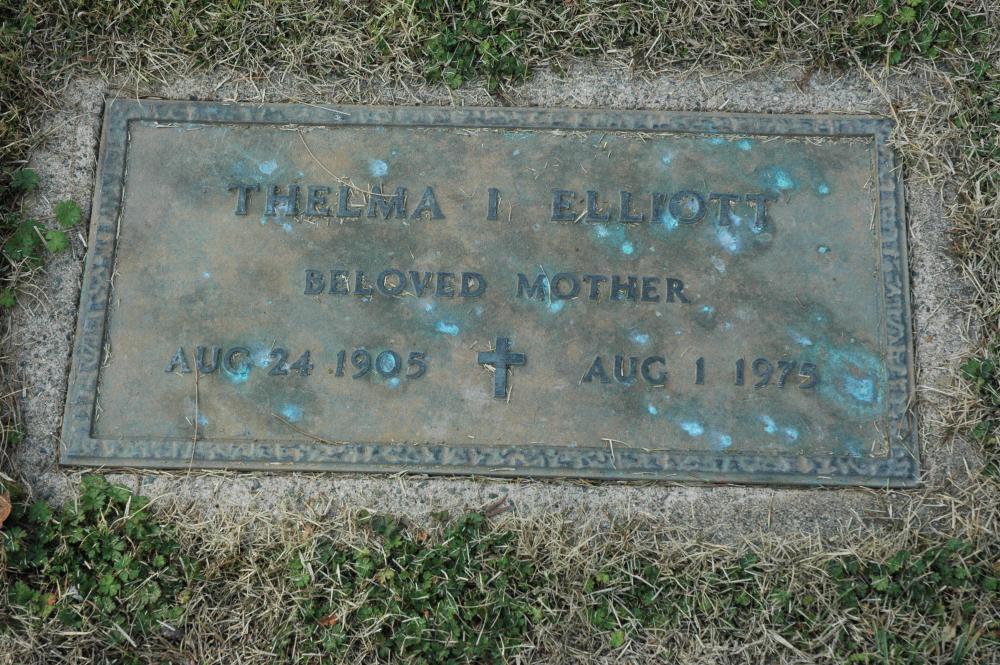 THELMA I ELLIOTT
BELOVED MOTHER
AUG 24 1905 AUG 1 1975